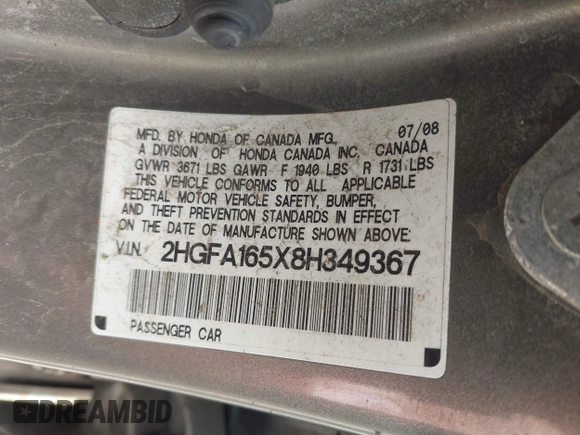 MFD. BY HONDA OF CANADA MFG., 07/08
A DIVISION OF HONDA CANADA INC., CANADA
GVWR 3671 LBS GAWR F 1940 LBS R 1731 LBS
THIS VEHICLE CONFORMS TO ALL APPLICABLE
FEDERAL MOTOR VEHICLE SAFETY, BUMPER,
AND THEFT PREVENTION STANDARDS IN EFFECT
ON THE DATE OF MANUFACTURE SHOWN ABOVE.
V.I.N. 2HGFA165X8H349367
PASSENGER CAR
DREAMBID